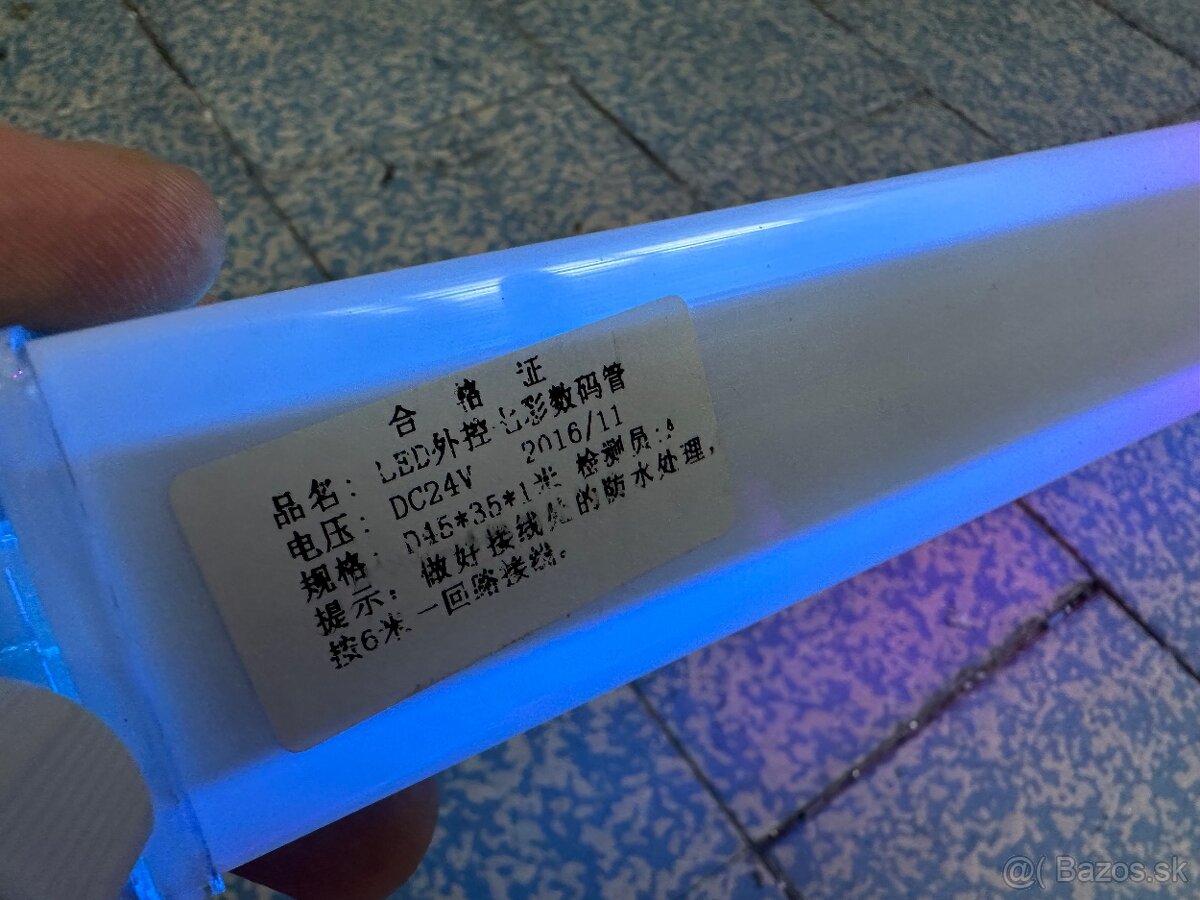 合 格 证
品名：LED外控七彩数码管
电压：DC24V 2016/11
规格：D45*35*1米 检测员：
提示：做好接线处的防水处理，
按6米一回路接线。
@( Bazos.sk